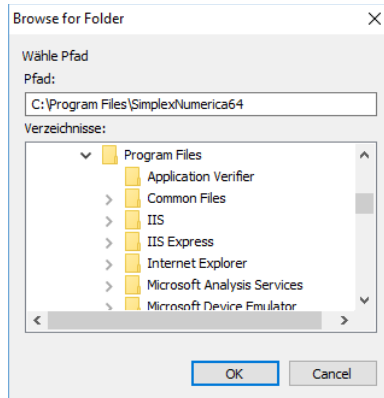 Browse for Folder
Wähle Pfad
Pfad:
C:\Program Files\SimplexNumerica64
Verzeichnisse:
Program Files
Application Verifier
Common Files
IIS
IIS Express
Internet Explorer
Microsoft Analysis Services
Microsoft Device Emulator
OK Cancel